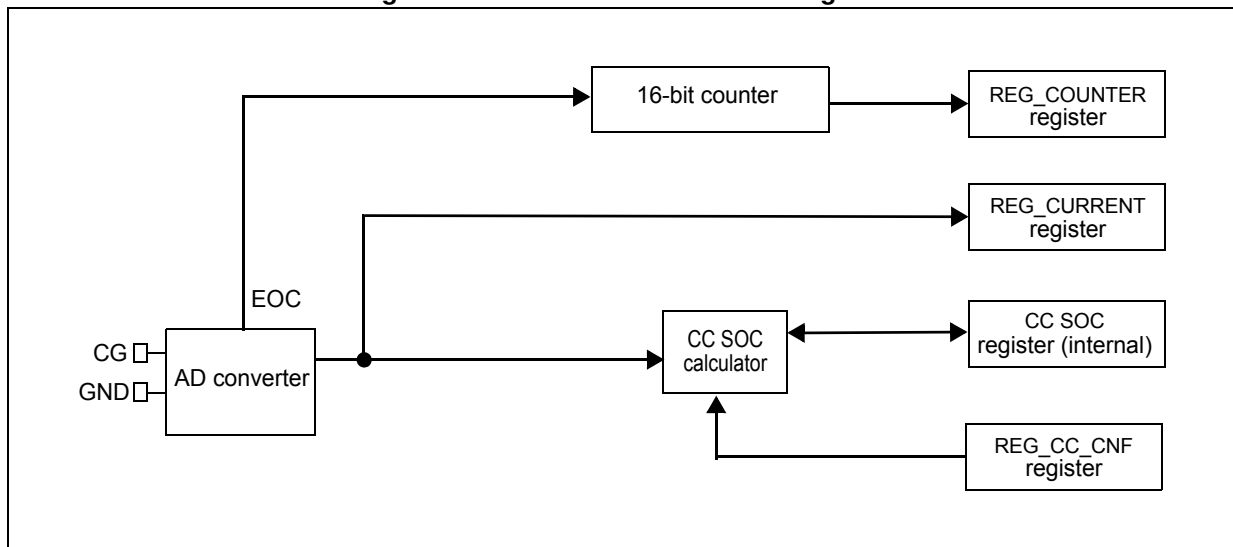 16-bit counter
REG_COUNTER
register
REG_CURRENT
register
EOC
CG
GND
AD converter
CC SOC
calculator
CC SOC
register (internal)
REG_CC_CNF
register